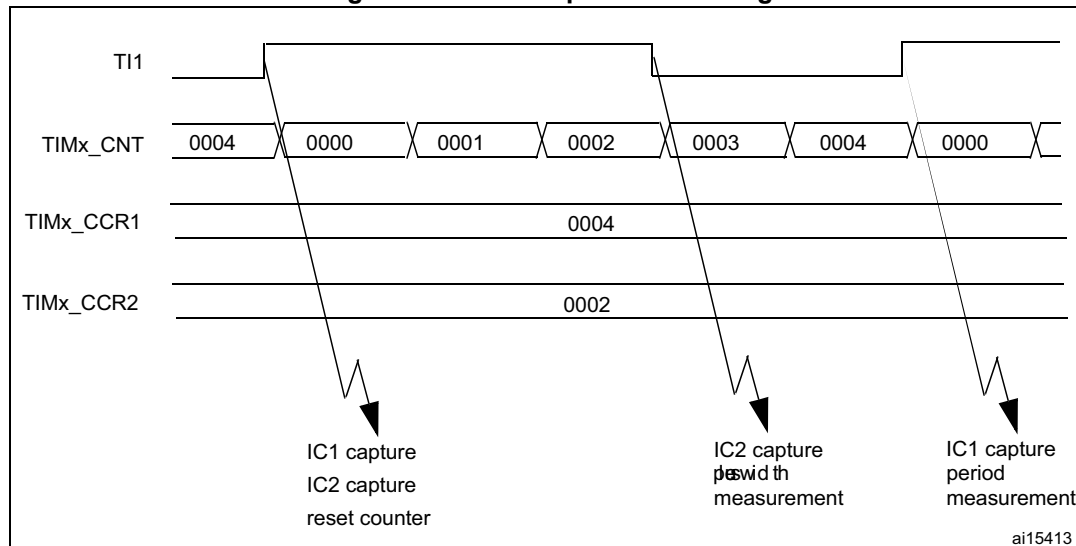 TI1
TIMx_CNT 0004 0000 0001 0002 0003 0004 0000
TIMx_CCR1 0004
TIMx_CCR2 0002
IC1 capture
IC2 capture
reset counter
IC2 capture
measurement
IC1 capture
period
measurement
ai15413